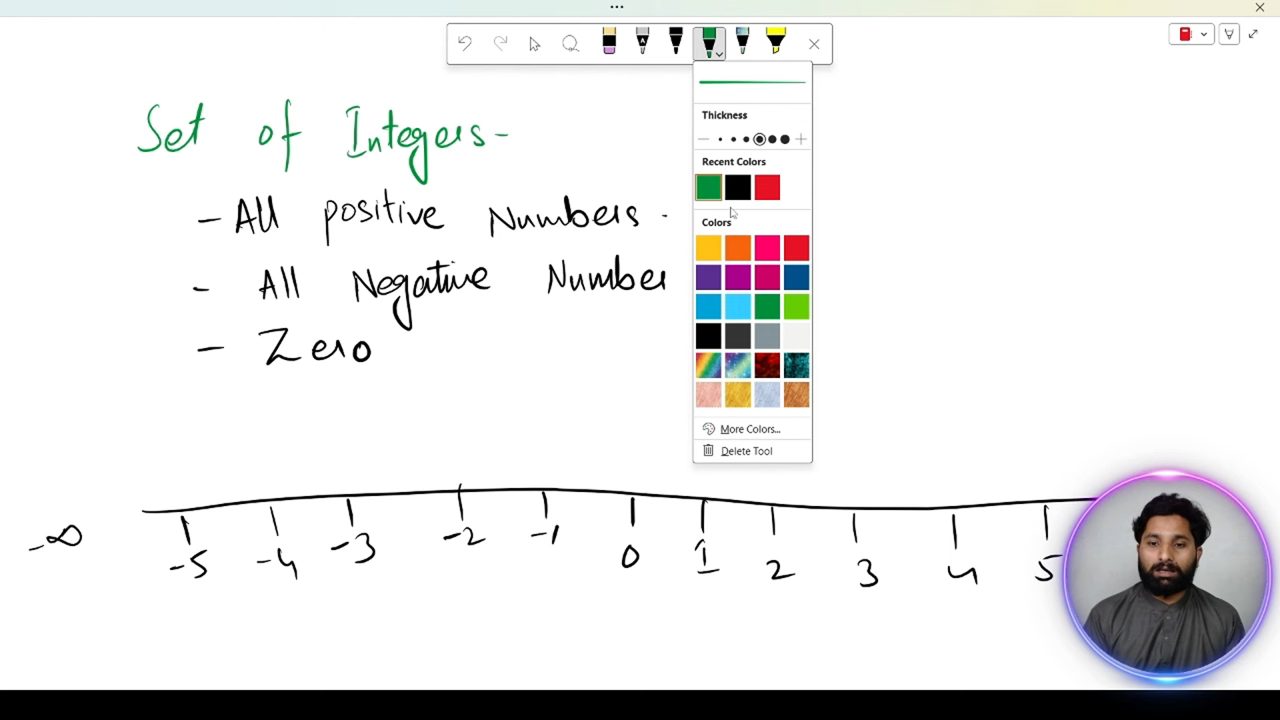 Thickness
Recent Colors
Colors
More Colors...
Delete Tool
Set of Integers-
- All positive Numbers.
- All Negative Number
- Zero
-∞ -5 -4 -3 -2 -1 0 1 2 3 4 5